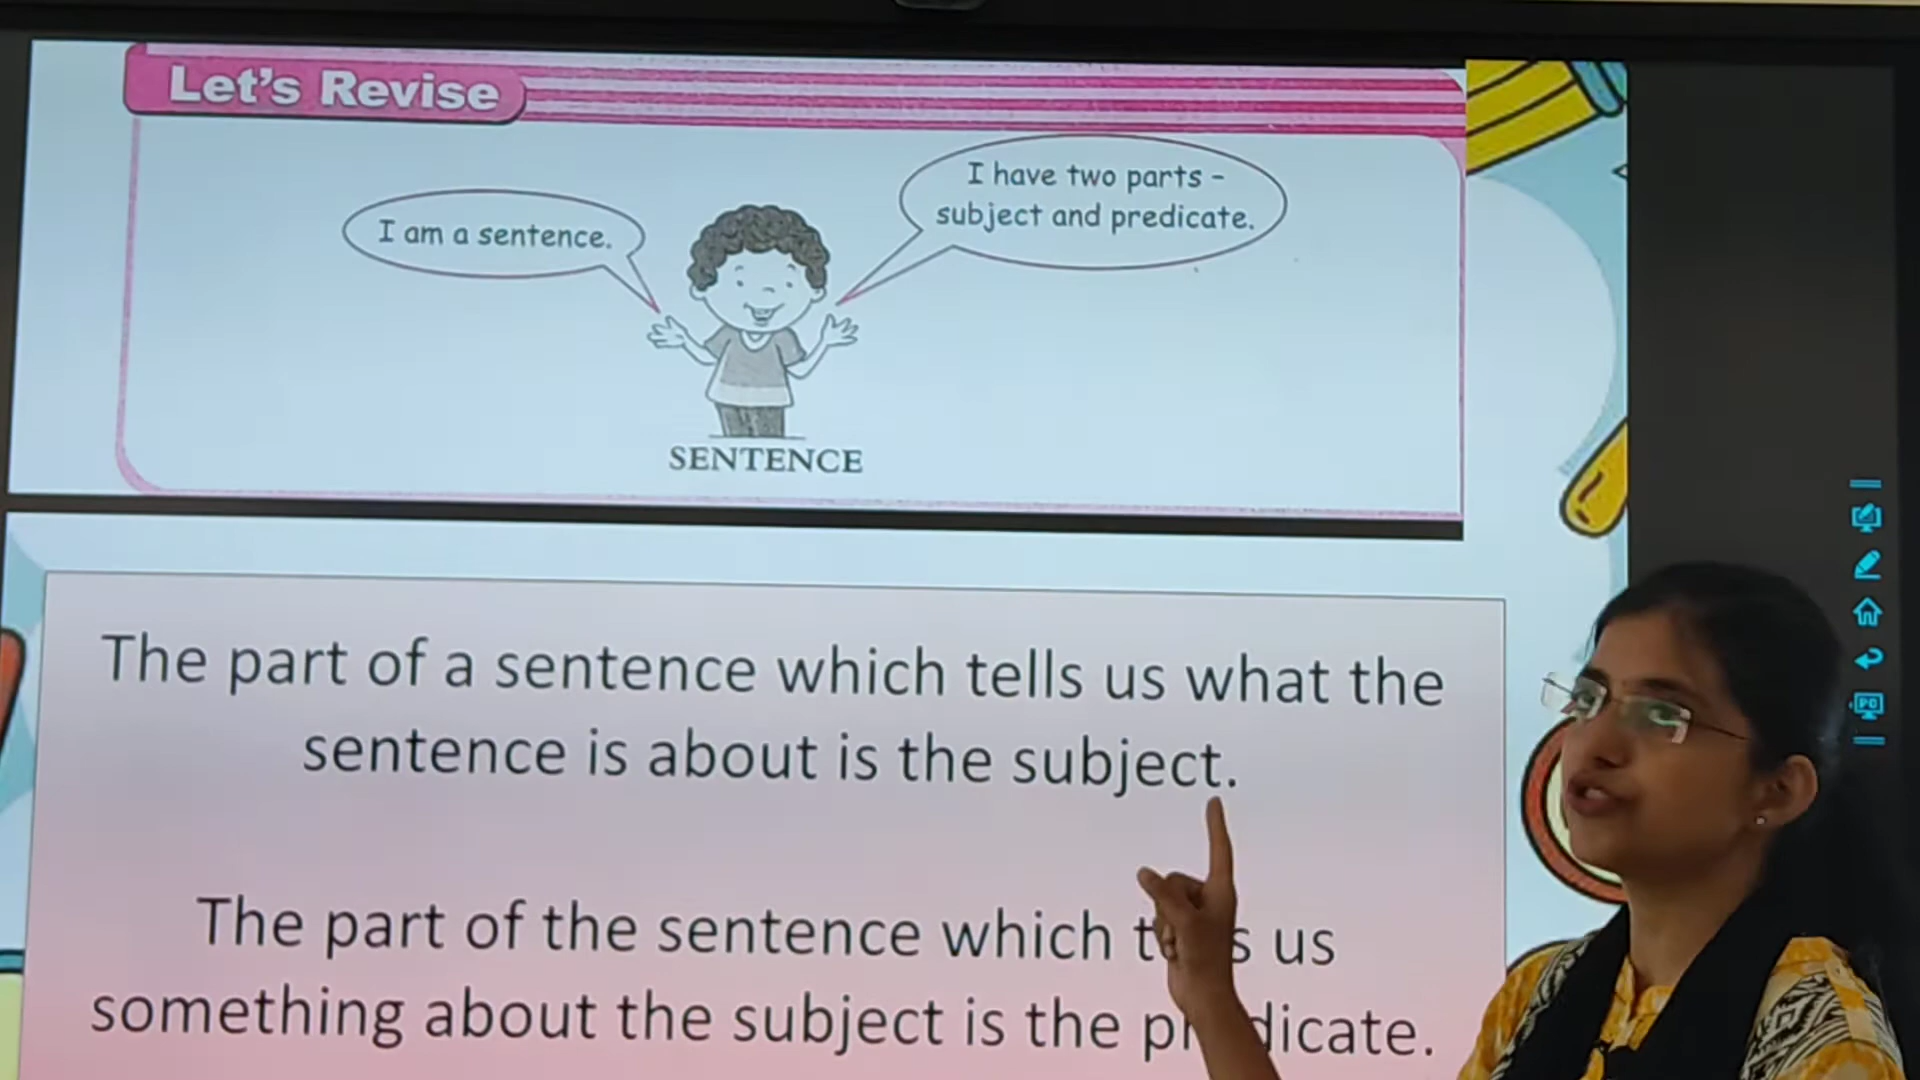 Let's Revise
I am a sentence.
I have two parts -
subject and predicate.
SENTENCE
The part of a sentence which tells us what the
sentence is about is the subject.
The part of the sentence which us
something about the subject is the